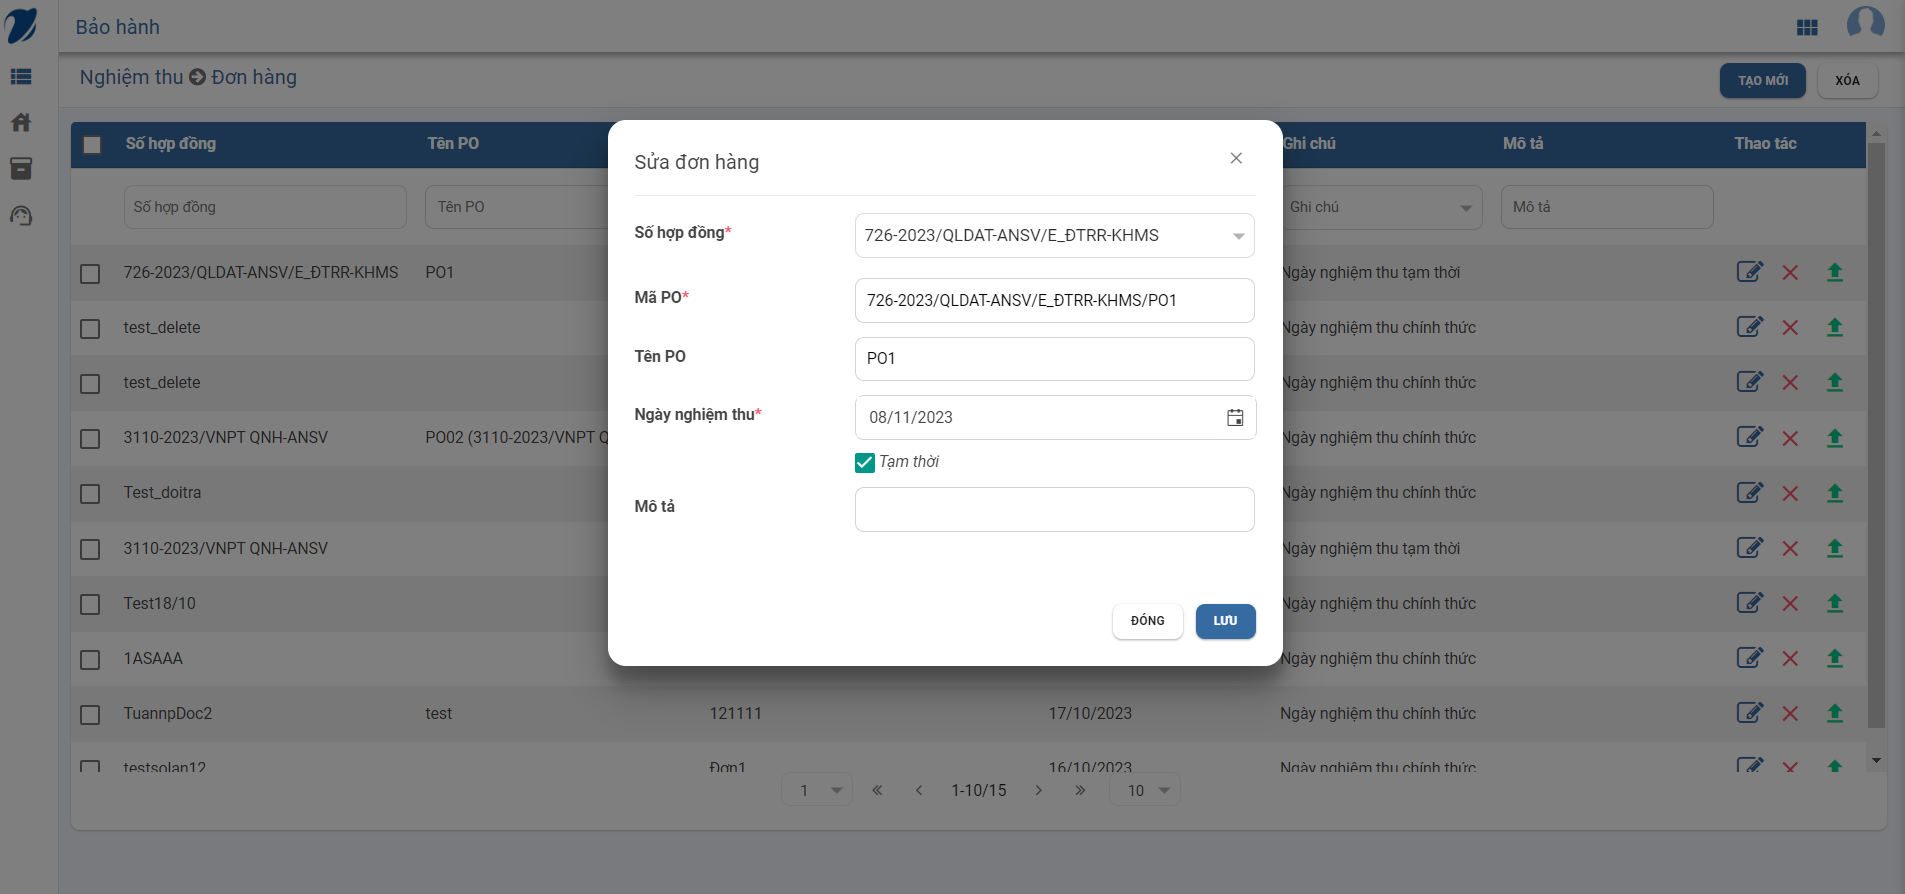 Bảo hành
Nghiệm thu Đơn hàng
TẠO MỚI XÓA
Số hợp đồng Tên PO Ghi chú Mô tả Thao tác
Số hợp đồng Tên PO Ghi chú Mô tả
726-2023/QLDAT-ANSV/E_ĐTRR-KHMS PO1 Ngày nghiệm thu tạm thời
test_delete Ngày nghiệm thu chính thức
test_delete Ngày nghiệm thu chính thức
3110-2023/VNPT QNH-ANSV PO02 (3110-2023/VNPT Q Ngày nghiệm thu chính thức
Test_doitra Ngày nghiệm thu chính thức
3110-2023/VNPT QNH-ANSV Ngày nghiệm thu tạm thời
Test18/10 Ngày nghiệm thu chính thức
1ASAAA Ngày nghiệm thu chính thức
TuannpDoc2 test 121111 17/10/2023 Ngày nghiệm thu chính thức
testsolan12 Đơn1 16/10/2023 Ngày nghiệm thu chính thức
1 1-10/15 10
Sửa đơn hàng
Số hợp đồng* 726-2023/QLDAT-ANSV/E_ĐTRR-KHMS
Mã PO* 726-2023/QLDAT-ANSV/E_ĐTRR-KHMS/PO1
Tên PO PO1
Ngày nghiệm thu* 08/11/2023
Tạm thời
Mô tả
ĐÓNG LƯU